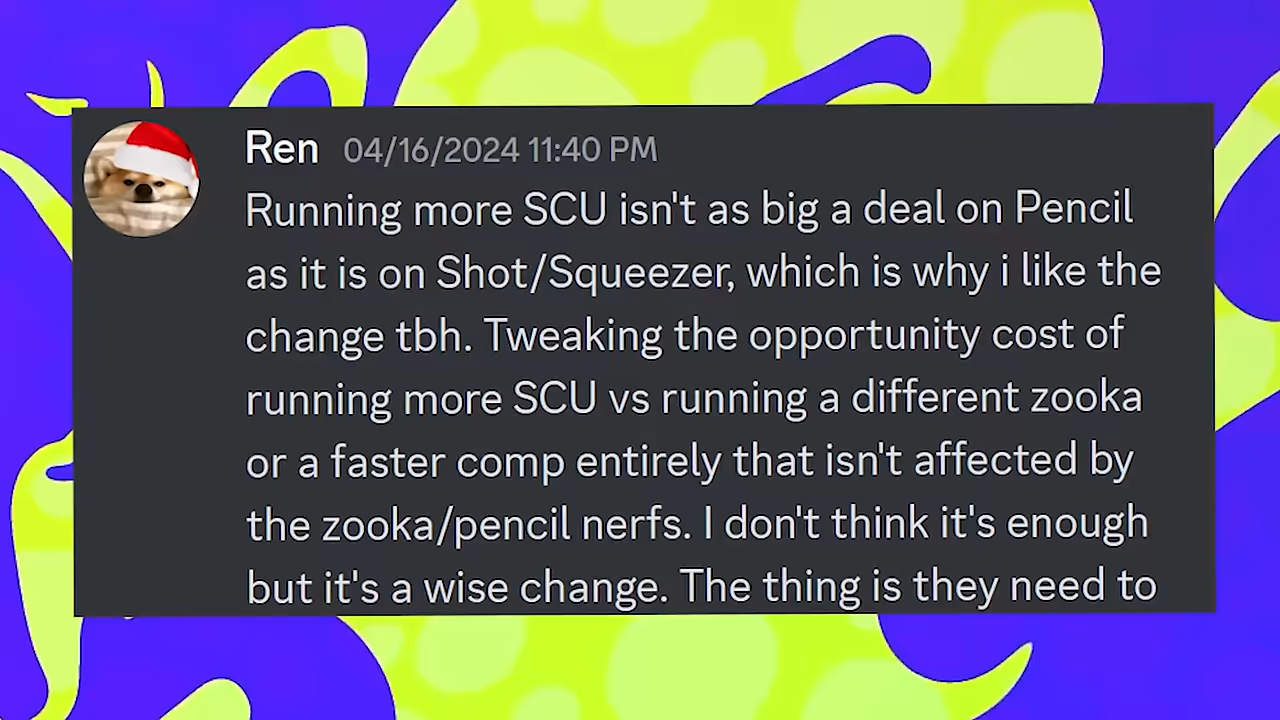 Ren 04/16/2024 11:40 PM
Running more SCU isn't as big a deal on Pencil
as it is on Shot/Squeezer, which is why i like the
change tbh. Tweaking the opportunity cost of
running more SCU vs running a different zooka
or a faster comp entirely that isn't affected by
the zooka/pencil nerfs. I don't think it's enough
but it's a wise change. The thing is they need to